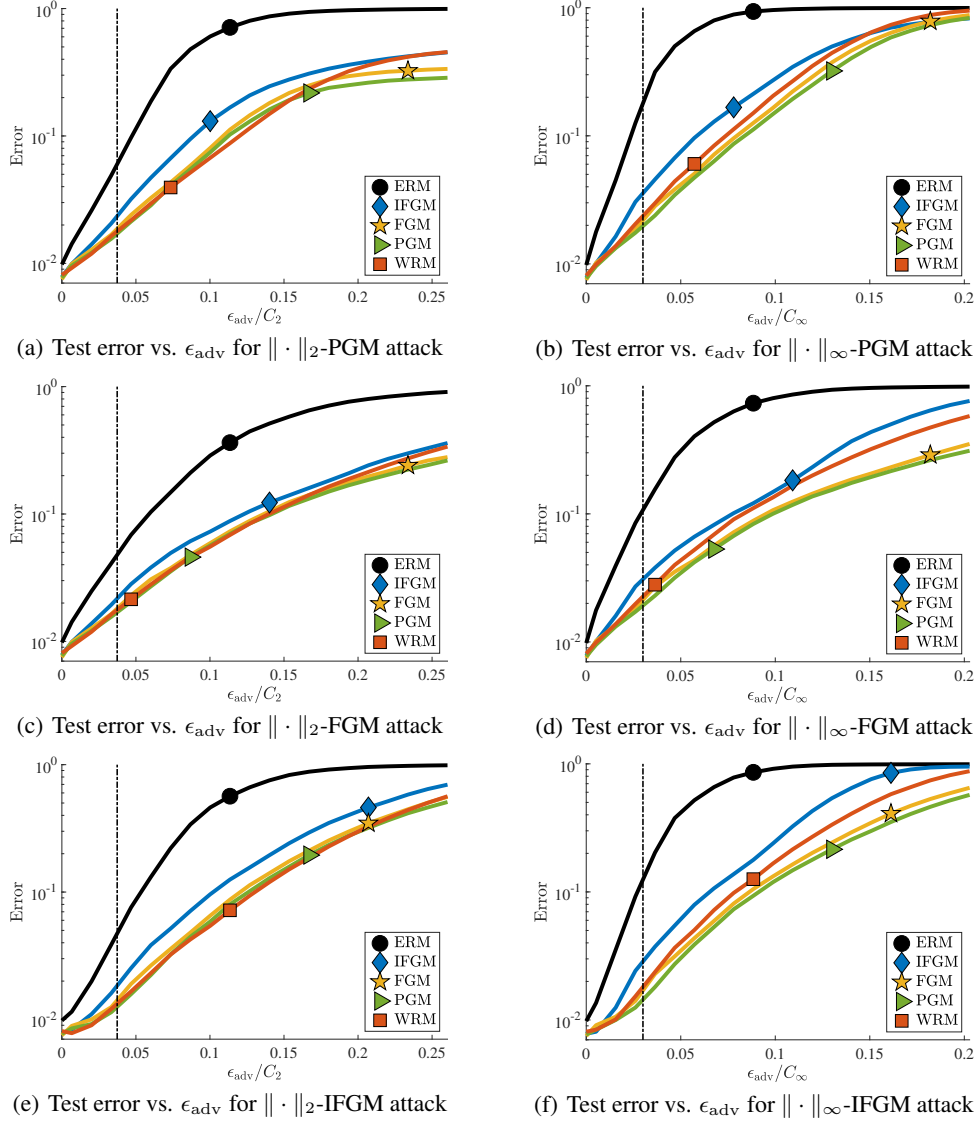 Error
10^0
10^{-1}
10^{-2}
ERM
IFGM
FGM
PGM
WRM
0 0.05 0.1 0.15 0.2 0.25
ϵ_adv/C_2
(a) Test error vs. ϵ_adv for ‖ · ‖_2-PGM attack
Error
10^0
10^{-1}
10^{-2}
ERM
IFGM
FGM
PGM
WRM
0 0.05 0.1 0.15 0.2
ϵ_adv/C_∞
(b) Test error vs. ϵ_adv for ‖ · ‖_∞-PGM attack
Error
10^0
10^{-1}
10^{-2}
ERM
IFGM
FGM
PGM
WRM
0 0.05 0.1 0.15 0.2 0.25
ϵ_adv/C_2
(c) Test error vs. ϵ_adv for ‖ · ‖_2-FGM attack
Error
10^0
10^{-1}
10^{-2}
ERM
IFGM
FGM
PGM
WRM
0 0.05 0.1 0.15 0.2
ϵ_adv/C_∞
(d) Test error vs. ϵ_adv for ‖ · ‖_∞-FGM attack
Error
10^0
10^{-1}
10^{-2}
ERM
IFGM
FGM
PGM
WRM
0 0.05 0.1 0.15 0.2 0.25
ϵ_adv/C_2
(e) Test error vs. ϵ_adv for ‖ · ‖_2-IFGM attack
Error
10^0
10^{-1}
10^{-2}
ERM
IFGM
FGM
PGM
WRM
0 0.05 0.1 0.15 0.2
ϵ_adv/C_∞
(f) Test error vs. ϵ_adv for ‖ · ‖_∞-IFGM attack